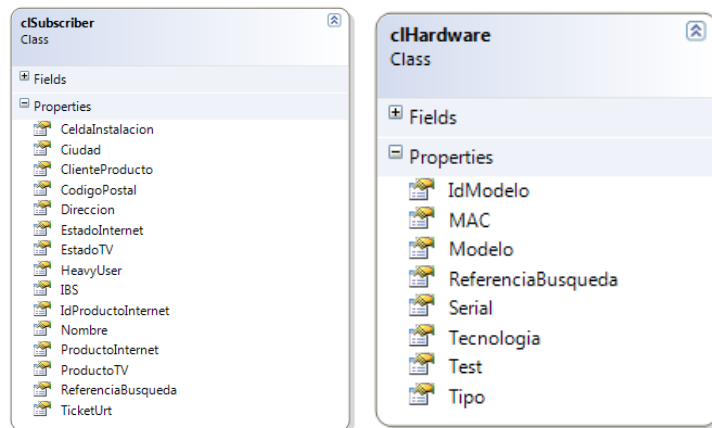 clSubscriber
Class
Fields
Properties
CeldaInstalacion
Ciudad
ClienteProducto
CodigoPostal
Direccion
EstadoInternet
EstadoTV
HeavyUser
IBS
IdProductoInternet
Nombre
ProductoInternet
ProductoTV
ReferenciaBusqueda
TicketUrt
clHardware
Class
Fields
Properties
IdModelo
MAC
Modelo
ReferenciaBusqueda
Serial
Tecnologia
Test
Tipo